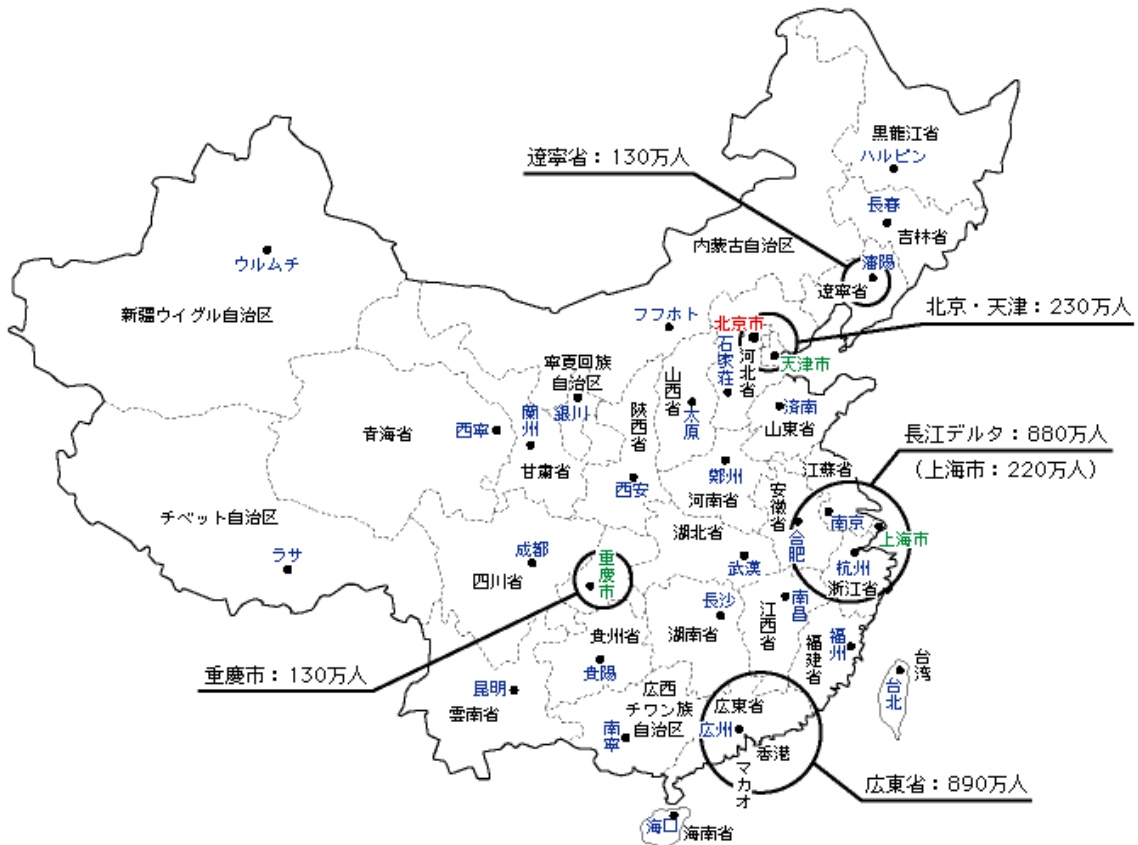 黒龍江省
ハルピン
遼寧省：130万人
長春
吉林省
内蒙古自治区
瀋陽
遼寧省
ウルムチ
新疆ウイグル自治区
フフホト
北京市
北京・天津：230万人
天津市
石家荘
河北省
寧夏回族
自治区
銀川
山西省
太原
済南
山東省
陝西省
蘭州
西寧
青海省
甘粛省
長江デルタ：880万人
（上海市：220万人）
鄭州
河南省
西安
江蘇省
安徽省
南京
上海市
合肥
杭州
浙江省
チベット自治区
ラサ
湖北省
武漢
成都
四川省
重慶市
長沙
湖南省
江西省
南昌
福建省
福州
貴州省
貴陽
重慶市：130万人
昆明
雲南省
広西
チワン族
自治区
南寧
広東省
広州
香港
マカオ
台湾
台北
広東省：890万人
海口
海南省